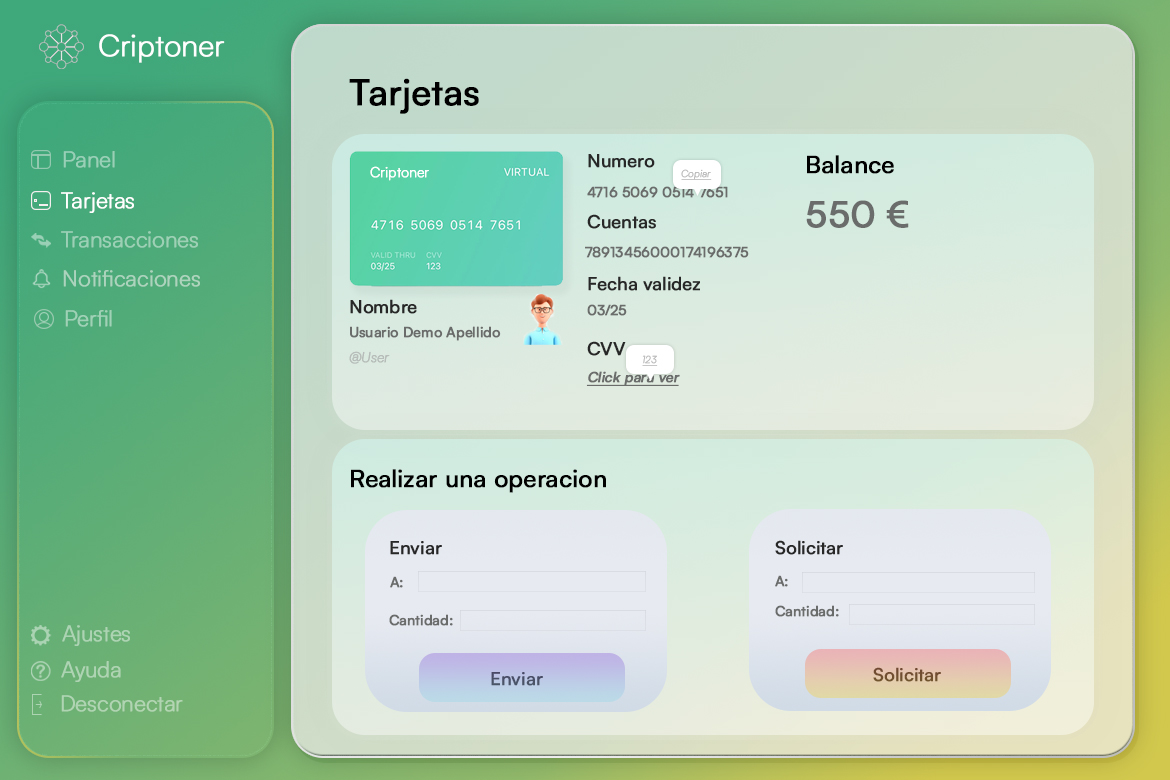 Criptoner
Panel
Tarjetas
Transacciones
Notificaciones
Perfil
Ajustes
Ayuda
Desconectar
Tarjetas
Criptoner VIRTUAL
4716 5069 0514 7651
VALID THRU CVV
03/25 123
Nombre
Usuario Demo Apellido
@User
Numero
Copiar
4716 5069 0514 7651
Cuentas
78913456000174196375
Fecha validez
03/25
CVV
123
Click para ver
Balance
550 €
Realizar una operacion
Enviar
A:
Cantidad:
Enviar
Solicitar
A:
Cantidad:
Solicitar